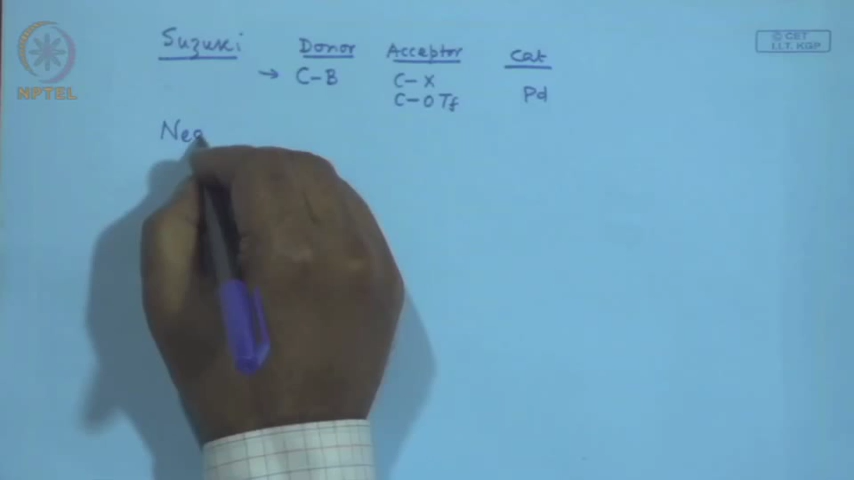 Suzuki Donor Acceptor Cat
→ C-B C-X Pd
C-OTf
Neg
NPTEL
© CET
I.I.T. KGP